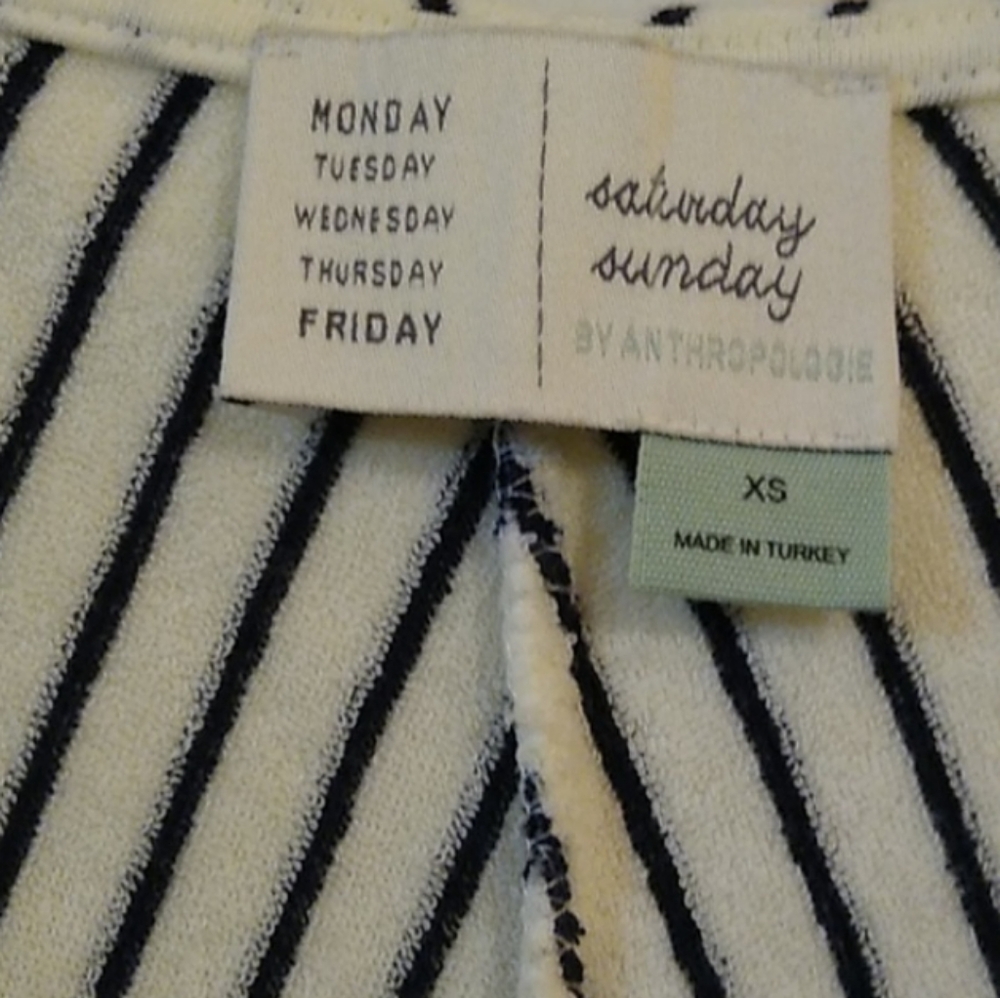 MONDAY
TUESDAY
WEDNESDAY
THURSDAY
FRIDAY
saturday
sunday
BY ANTHROPOLOGIE
XS
MADE IN TURKEY